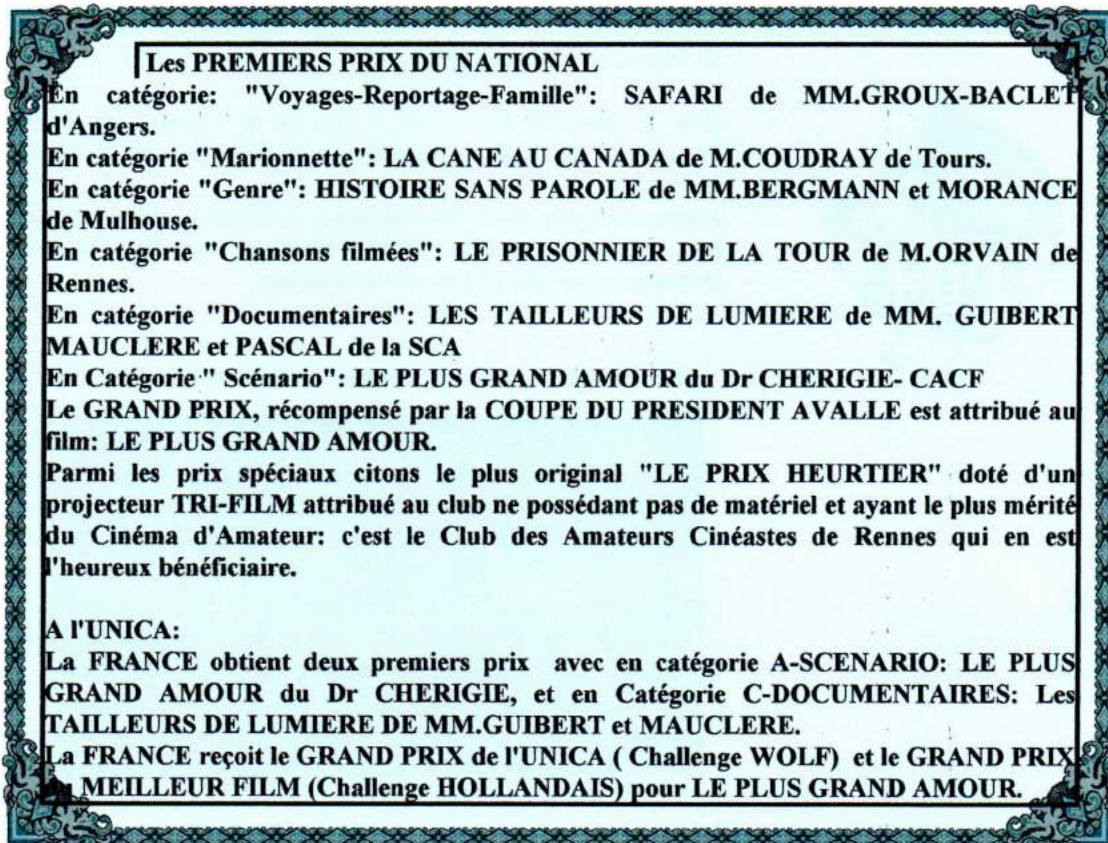 Les PREMIERS PRIX DU NATIONAL
En catégorie: "Voyages-Reportage-Famille": SAFARI de MM.GROUX-BACLET
d'Angers.
En catégorie "Marionnette": LA CANE AU CANADA de M.COUDRAY de Tours.
En catégorie "Genre": HISTOIRE SANS PAROLE de MM.BERGMANN et MORANCE
de Mulhouse.
En catégorie "Chansons filmées": LE PRISONNIER DE LA TOUR de M.ORVAIN de
Rennes.
En catégorie "Documentaires": LES TAILLEURS DE LUMIERE de MM. GUIBERT
MAUCLERE et PASCAL de la SCA
En Catégorie " Scénario": LE PLUS GRAND AMOUR du Dr CHERIGIE- CACF
Le GRAND PRIX, récompensé par la COUPE DU PRESIDENT AVALLE est attribué au
film: LE PLUS GRAND AMOUR.
Parmi les prix spéciaux citons le plus original "LE PRIX HEURTIER" doté d'un
projecteur TRI-FILM attribué au club ne possédant pas de matériel et ayant le plus mérité
du Cinéma d'Amateur: c'est le Club des Amateurs Cinéastes de Rennes qui en est
l'heureux bénéficiaire.
A l'UNICA:
La FRANCE obtient deux premiers prix avec en catégorie A-SCENARIO: LE PLUS
GRAND AMOUR du Dr CHERIGIE, et en Catégorie C-DOCUMENTAIRES: Les
TAILLEURS DE LUMIERE DE MM.GUIBERT et MAUCLERE.
La FRANCE reçoit le GRAND PRIX de l'UNICA ( Challenge WOLF) et le GRAND PRIX
du MEILLEUR FILM (Challenge HOLLANDAIS) pour LE PLUS GRAND AMOUR.